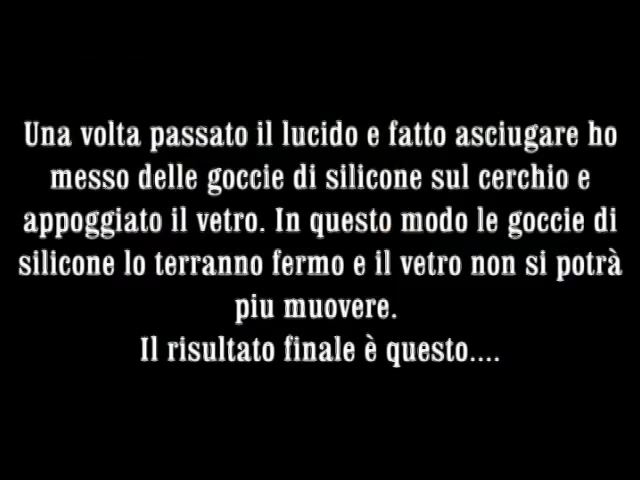 Una volta passato il lucido e fatto asciugare ho
messo delle goccie di silicone sul cerchio e
appoggiato il vetro. In questo modo le goccie di
silicone lo terranno fermo e il vetro non si potrà
piu muovere.
Il risultato finale è questo....